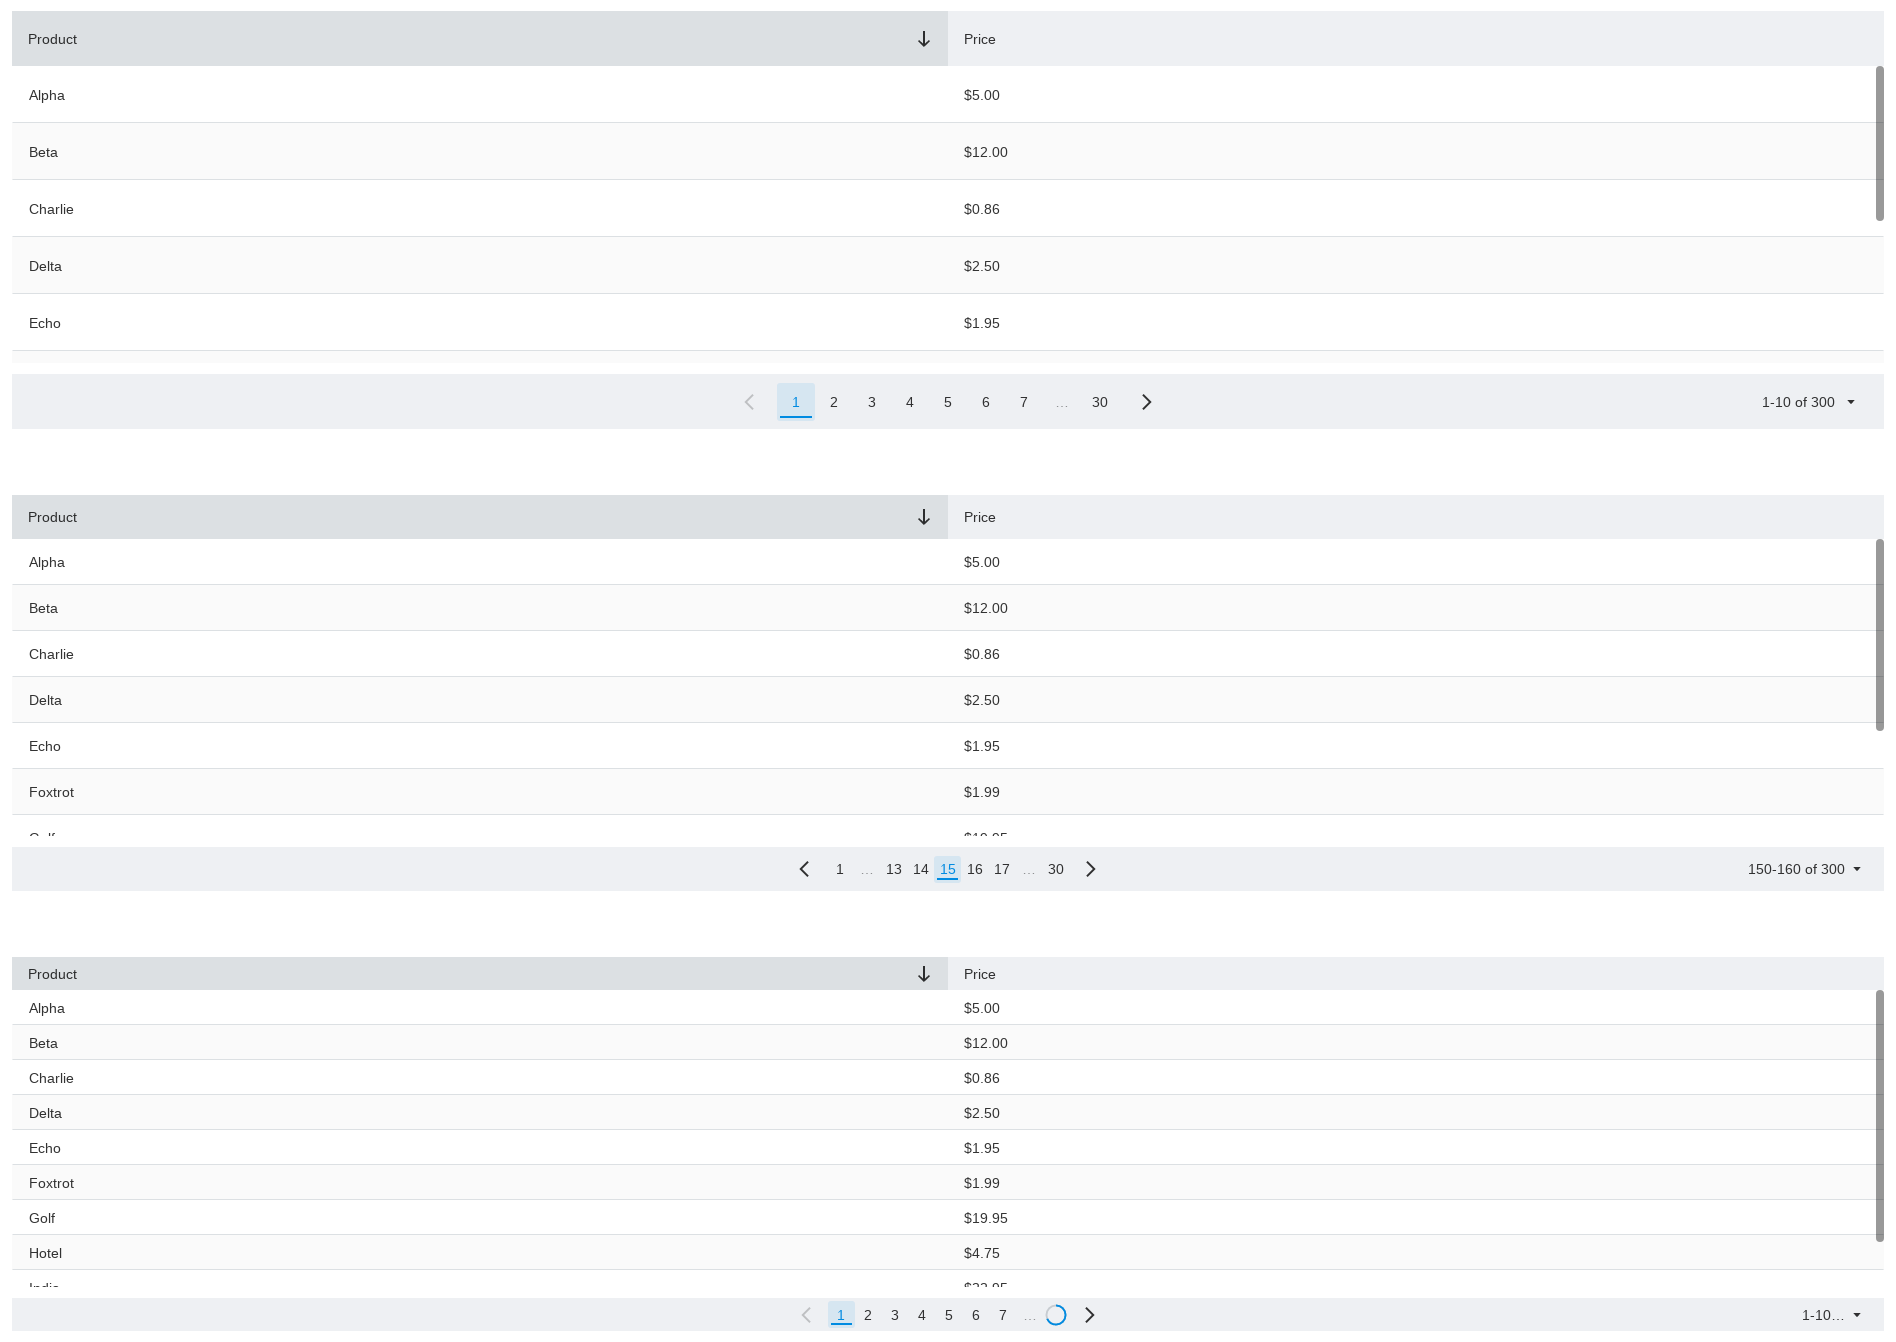 Product Price
Alpha $5.00
Beta $12.00
Charlie $0.86
Delta $2.50
Echo $1.95
1 2 3 4 5 6 7 ... 30 1-10 of 300
Product Price
Alpha $5.00
Beta $12.00
Charlie $0.86
Delta $2.50
Echo $1.95
Foxtrot $1.99
1 ... 13 14 15 16 17 ... 30 150-160 of 300
Product Price
Alpha $5.00
Beta $12.00
Charlie $0.86
Delta $2.50
Echo $1.95
Foxtrot $1.99
Golf $19.95
Hotel $4.75
1 2 3 4 5 6 7 ... 1-10...